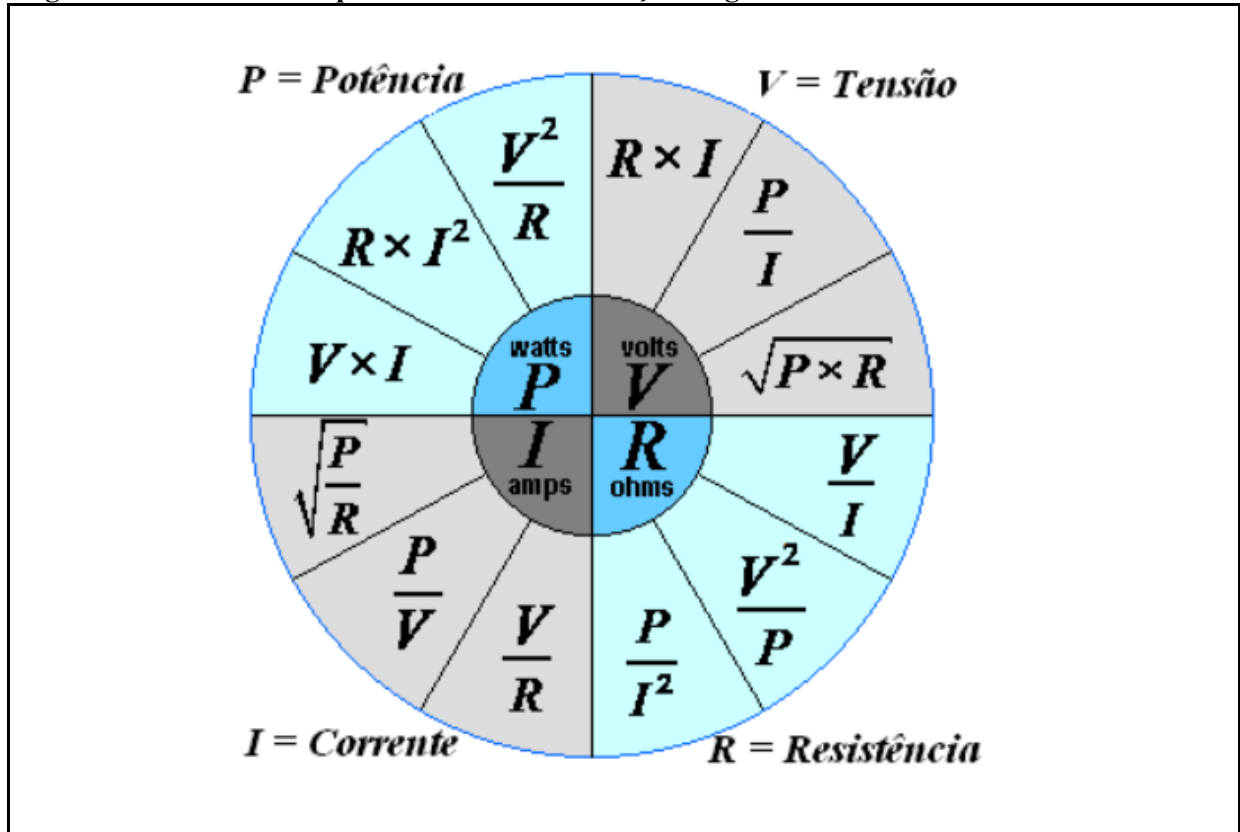 P = Potência
V = Tensão
V²/R
R × I
P/I
R × I²
√(P × R)
V × I
watts
P
volts
V
I
amps
R
ohms
√(P/R)
V/I
P/V
V²/P
V/R
P/I²
I = Corrente
R = Resistência